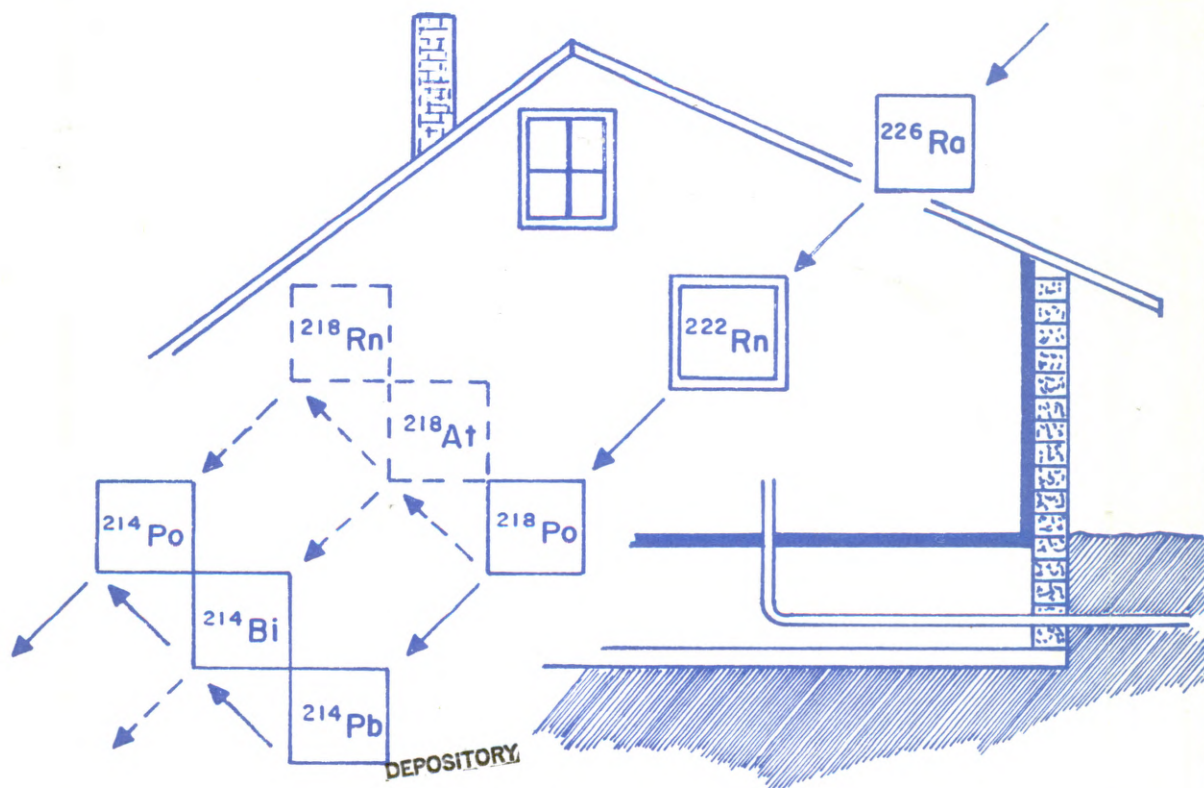 ²²⁶Ra
²²²Rn
²¹⁸Rn
²¹⁸At
²¹⁸Po
²¹⁴Po
²¹⁴Bi
²¹⁴Pb
DEPOSITORY